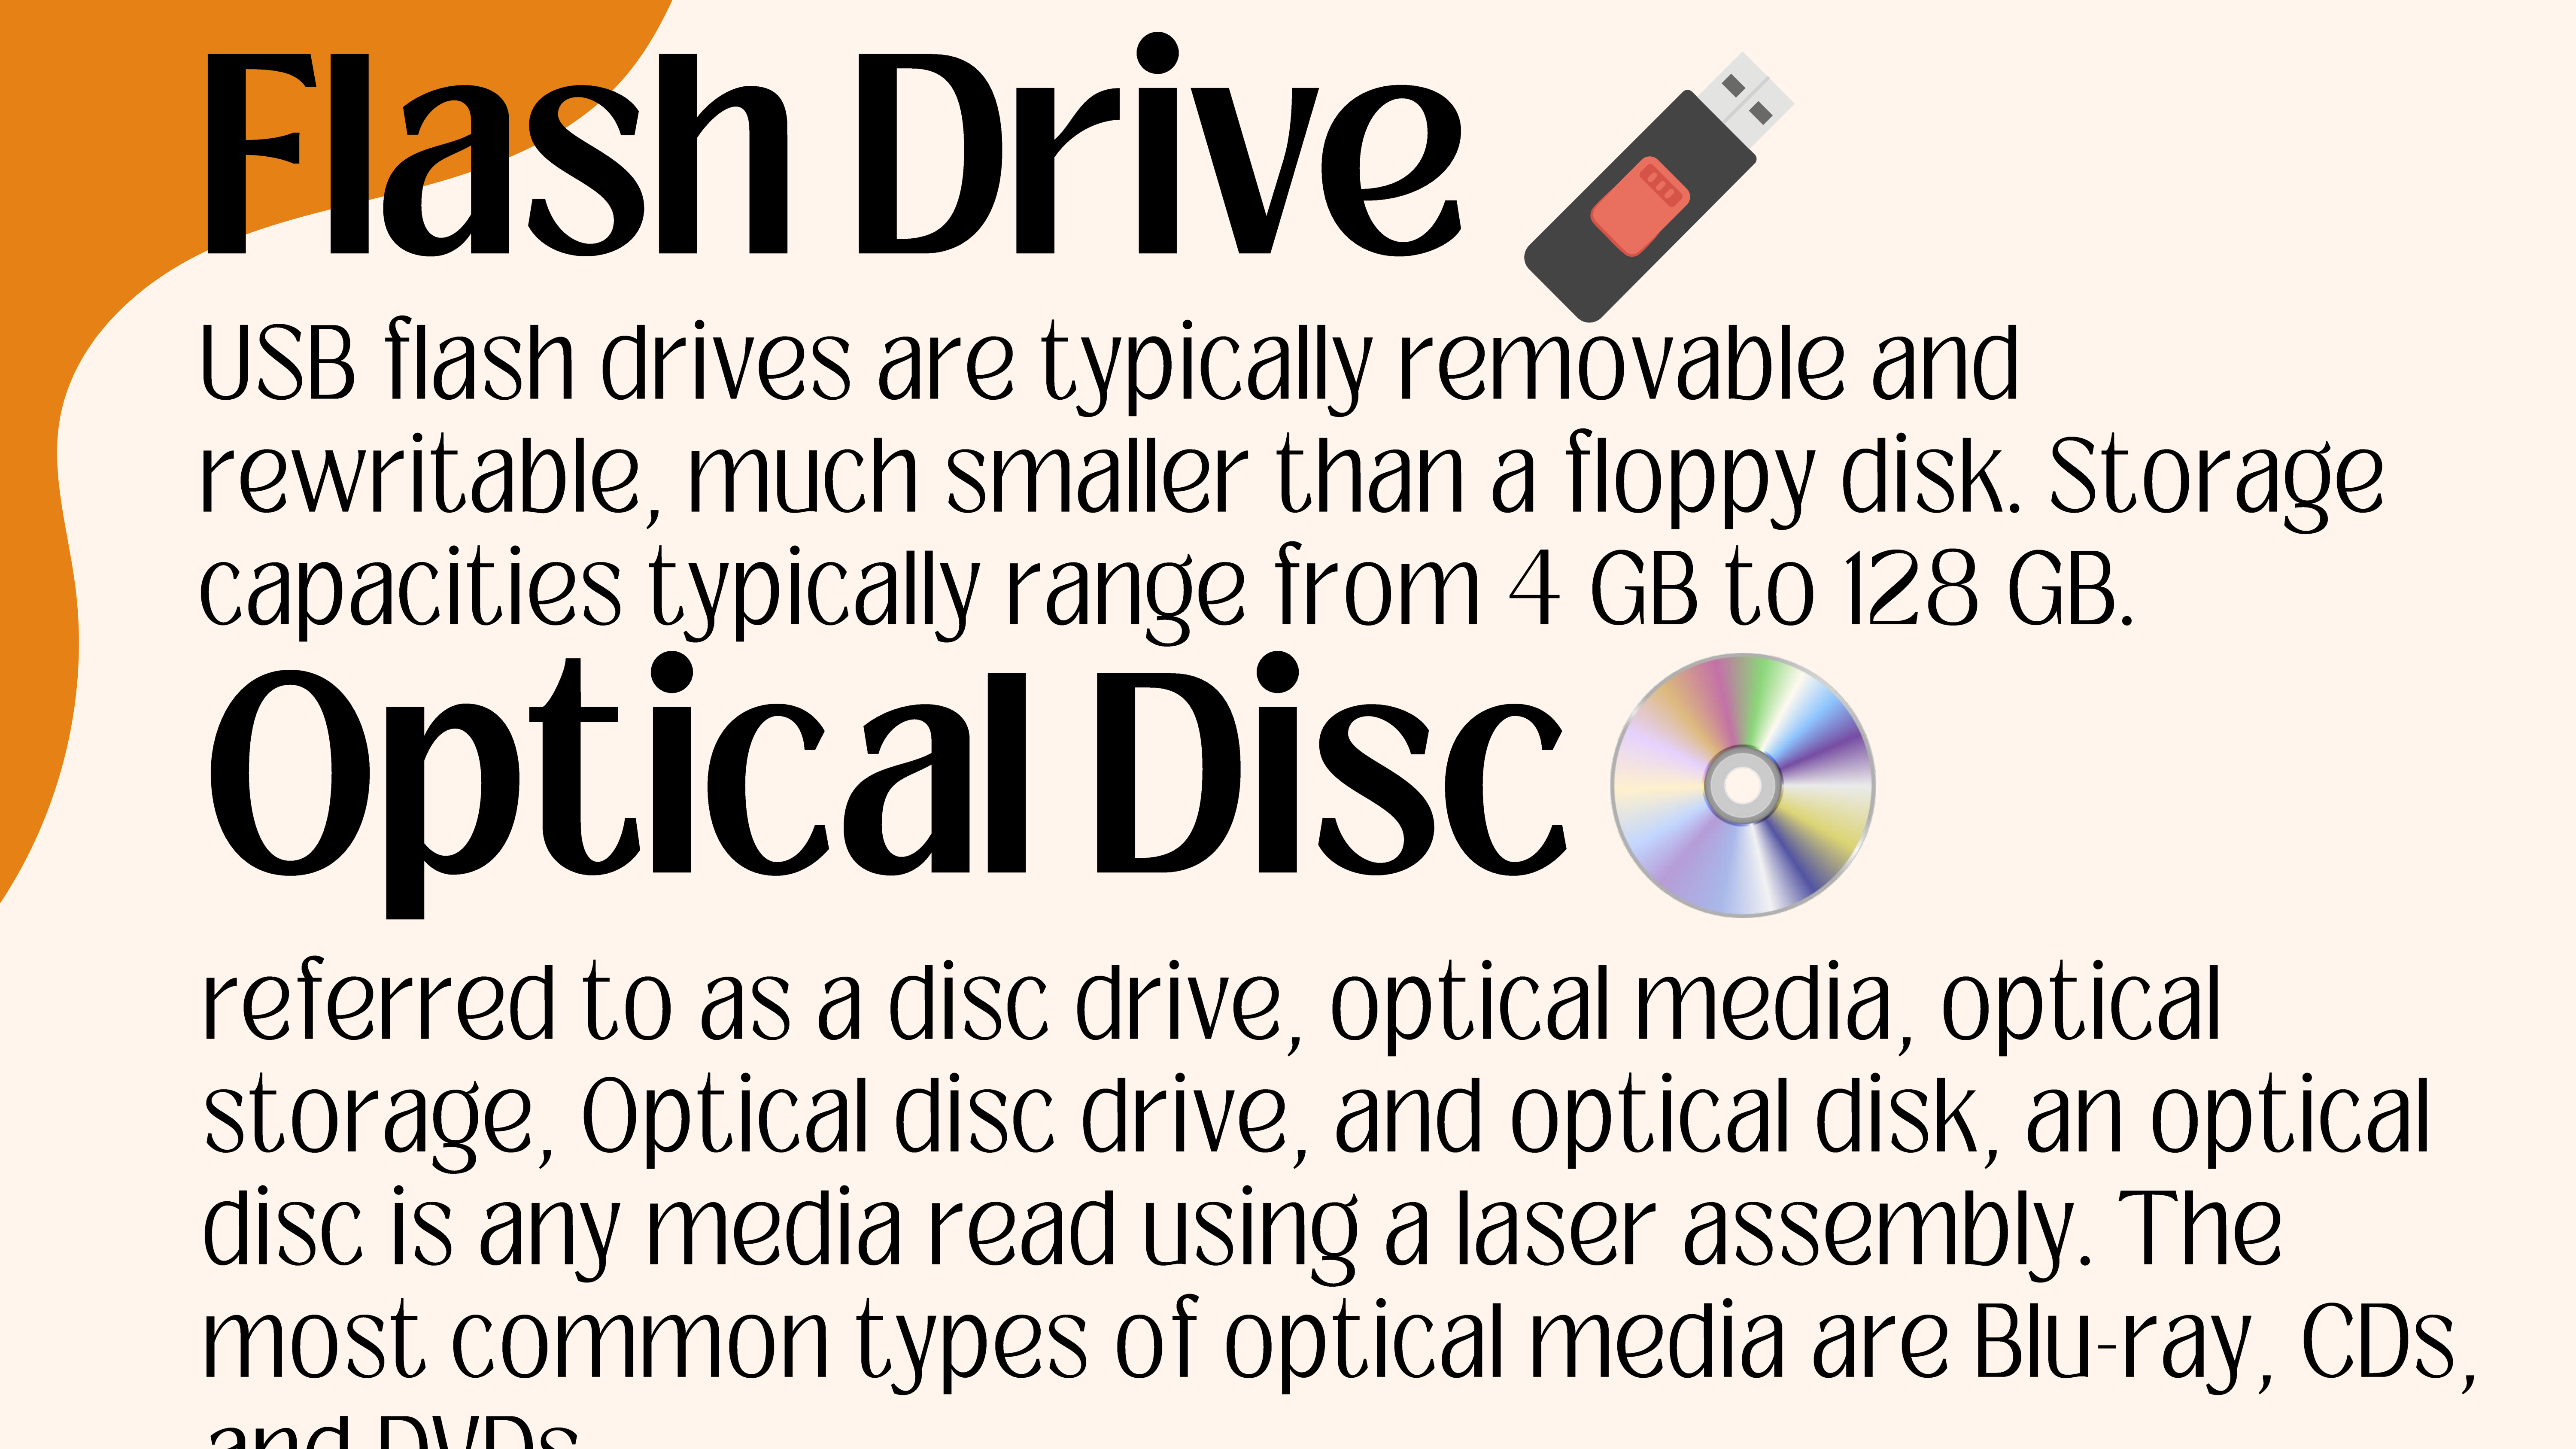 Flash Drive
USB flash drives are typically removable and
rewritable, much smaller than a floppy disk. Storage
capacities typically range from 4 GB to 128 GB.
Optical Disc
referred to as a disc drive, optical media, optical
storage, Optical disc drive, and optical disk, an optical
disc is any media read using a laser assembly. The
most common types of optical media are Blu-ray, CDs,
and DVDs